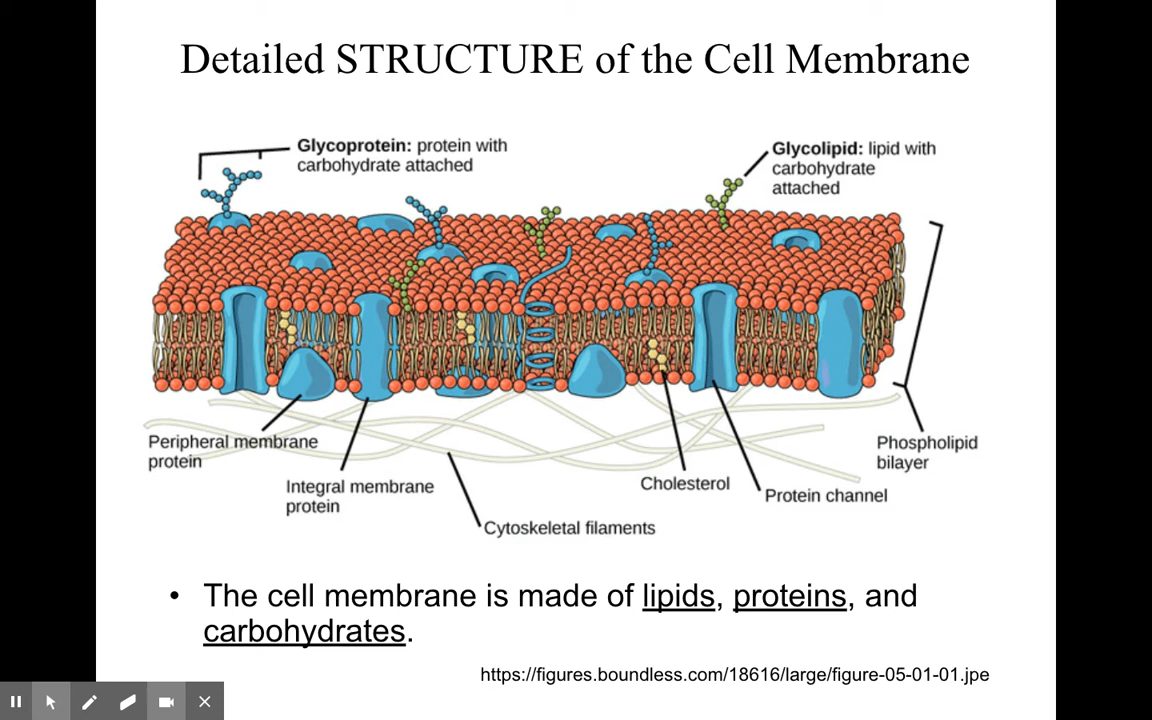 Detailed STRUCTURE of the Cell Membrane
Glycoprotein: protein with
carbohydrate attached
Glycolipid: lipid with
carbohydrate
attached
Peripheral membrane
protein
Integral membrane
protein
Cytoskeletal filaments
Cholesterol
Protein channel
Phospholipid
bilayer
• The cell membrane is made of lipids, proteins, and
carbohydrates.
https://figures.boundless.com/18616/large/figure-05-01-01.jpe